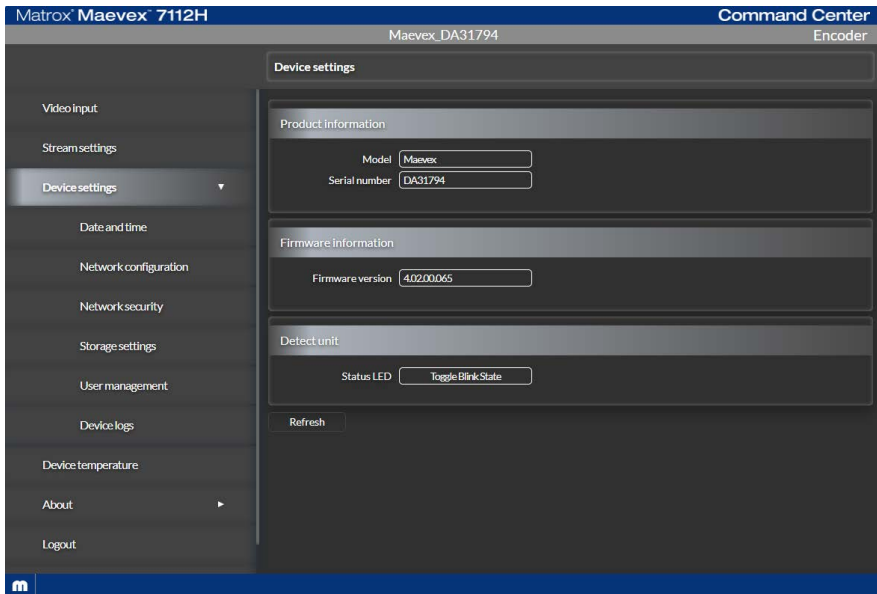 Matrox® Maevex™ 7112H
Command Center
Maevex_DA31794
Encoder
Device settings
Video input
Stream settings
Device settings
Date and time
Network configuration
Network security
Storage settings
User management
Device logs
Device temperature
About
Logout
Product information
Model Maevex
Serial number DA31794
Firmware information
Firmware version 4.02.00.065
Detect unit
Status LED Toggle Blink State
Refresh
m